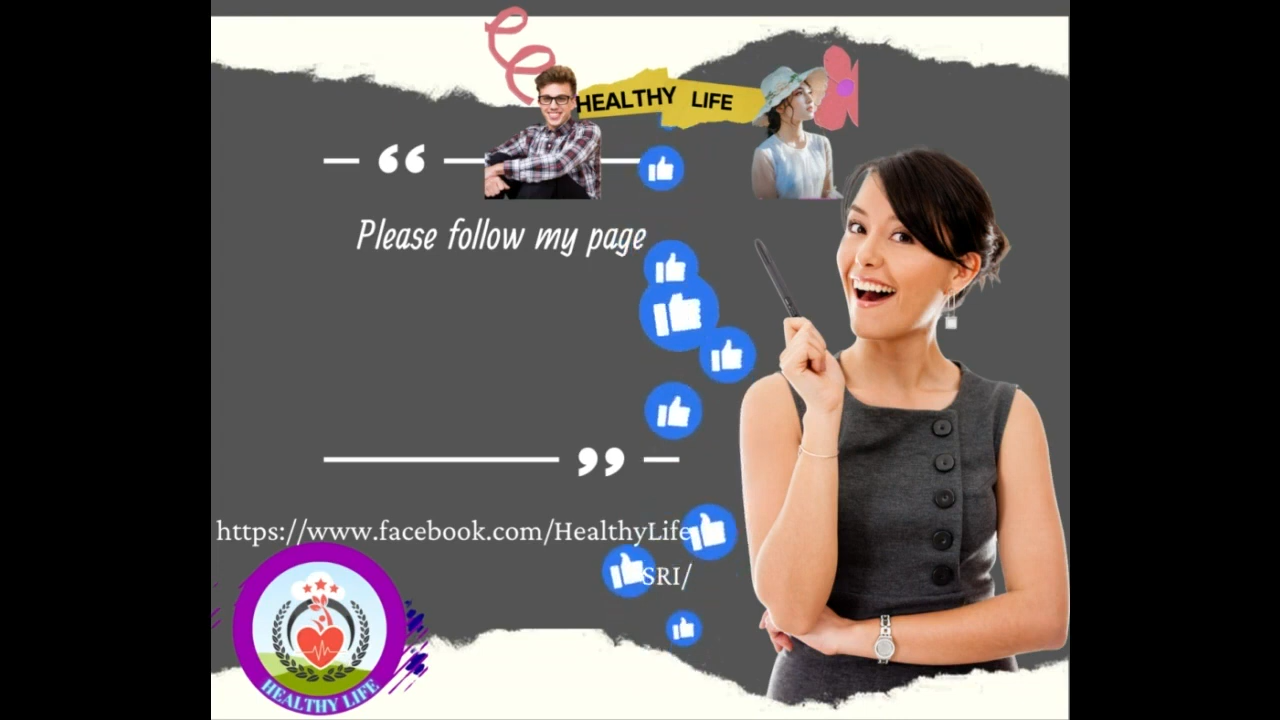 HEALTHY LIFE
“
Please follow my page
”
https://www.facebook.com/HealthyLife
SRI/
HEALTHY LIFE